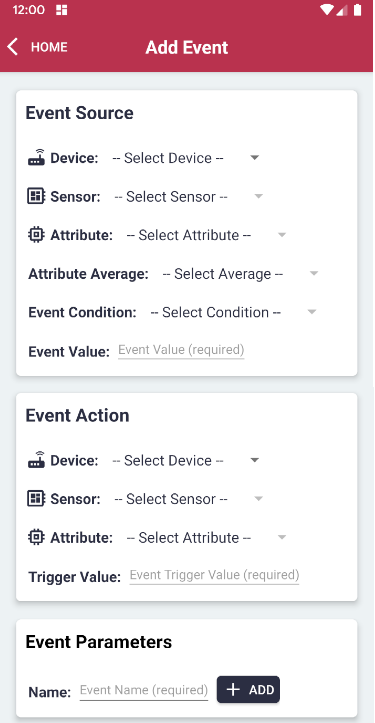 12:00
HOME
Add Event
Event Source
Device: -- Select Device --
Sensor: -- Select Sensor --
Attribute: -- Select Attribute --
Attribute Average: -- Select Average --
Event Condition: -- Select Condition --
Event Value: Event Value (required)
Event Action
Device: -- Select Device --
Sensor: -- Select Sensor --
Attribute: -- Select Attribute --
Trigger Value: Event Trigger Value (required)
Event Parameters
Name: Event Name (required) + ADD